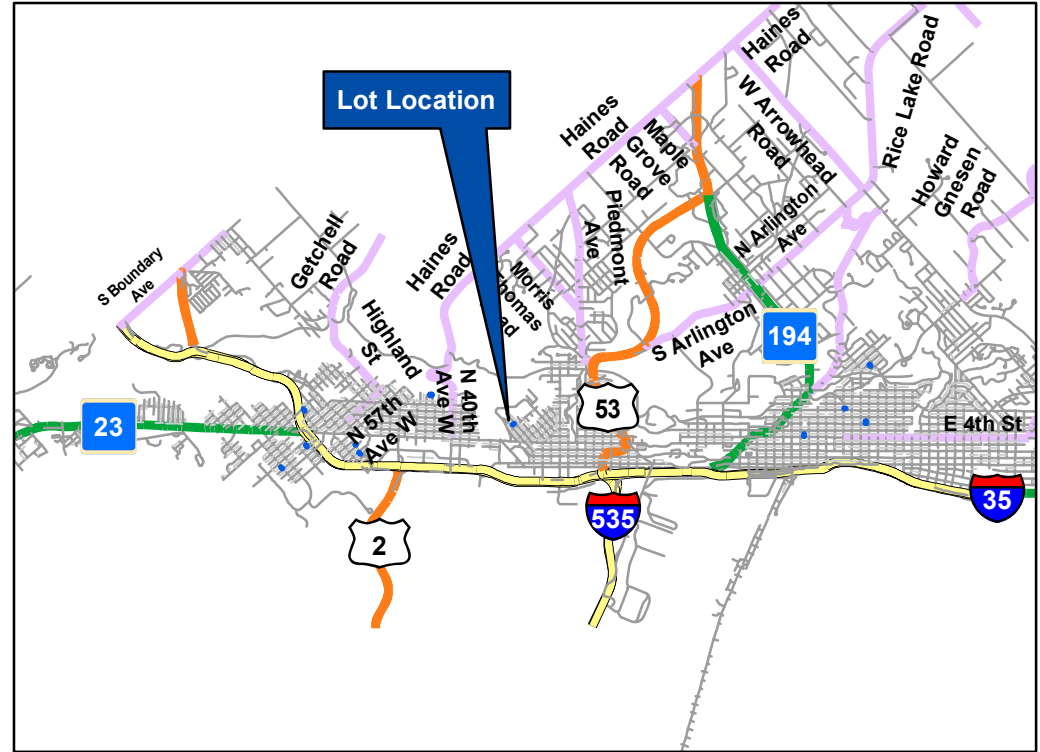 Haines
Road
Lot Location
W Arrowhead
Road
Rice Lake Road
Haines
Road
Maple
Grove
Road
Howard
Gnesen
Road
Piedmont
Ave
N Arlington
Ave
S Boundary
Ave
Getchell
Road
Haines
Road
Morris
Thomas
Road
Highland
St
S Arlington
Ave
194
N 40th
Ave W
53
23
N 57th
Ave W
E 4th St
35
535
2